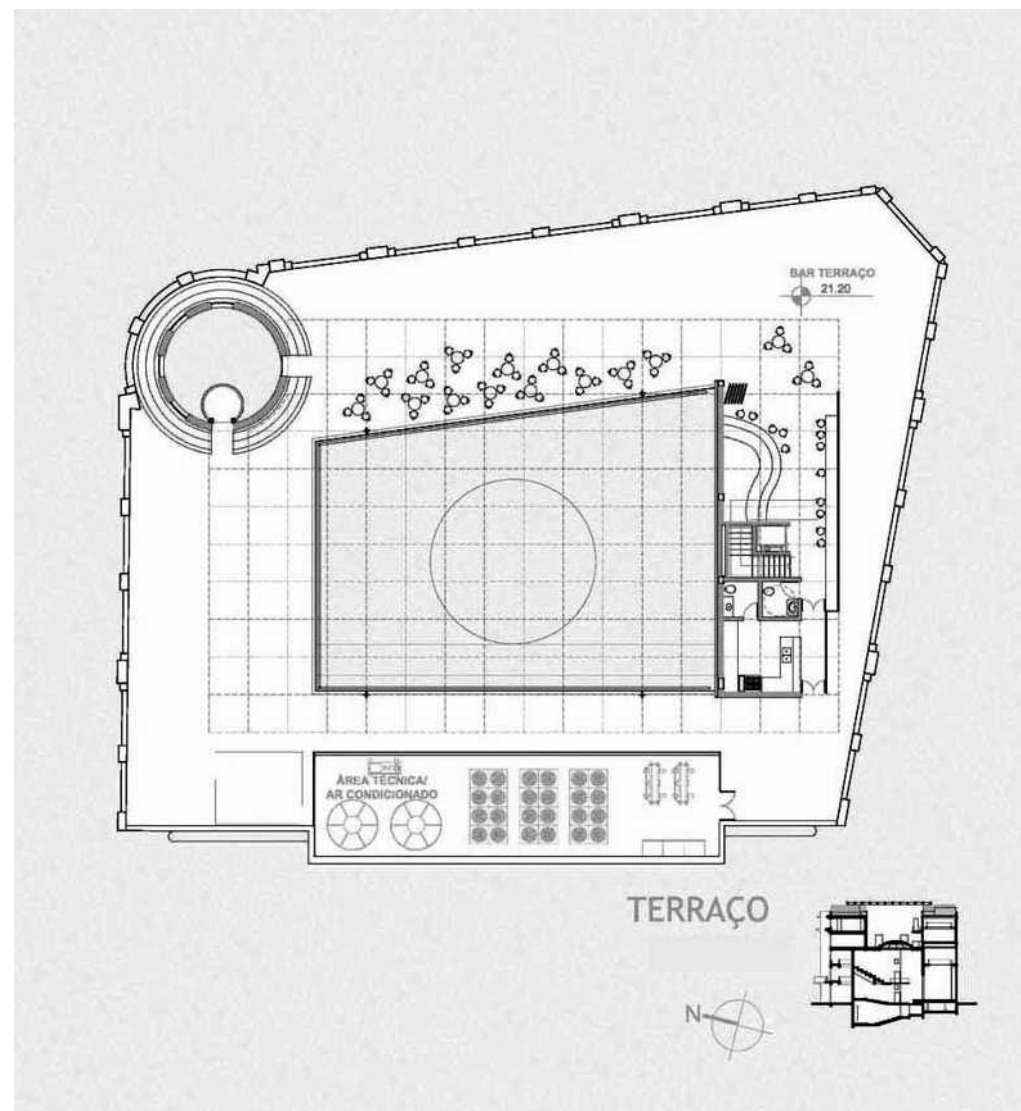 BAR TERRAÇO
21.20
ÁREA TÉCNICA/
AR CONDICIONADO
TERRAÇO
N